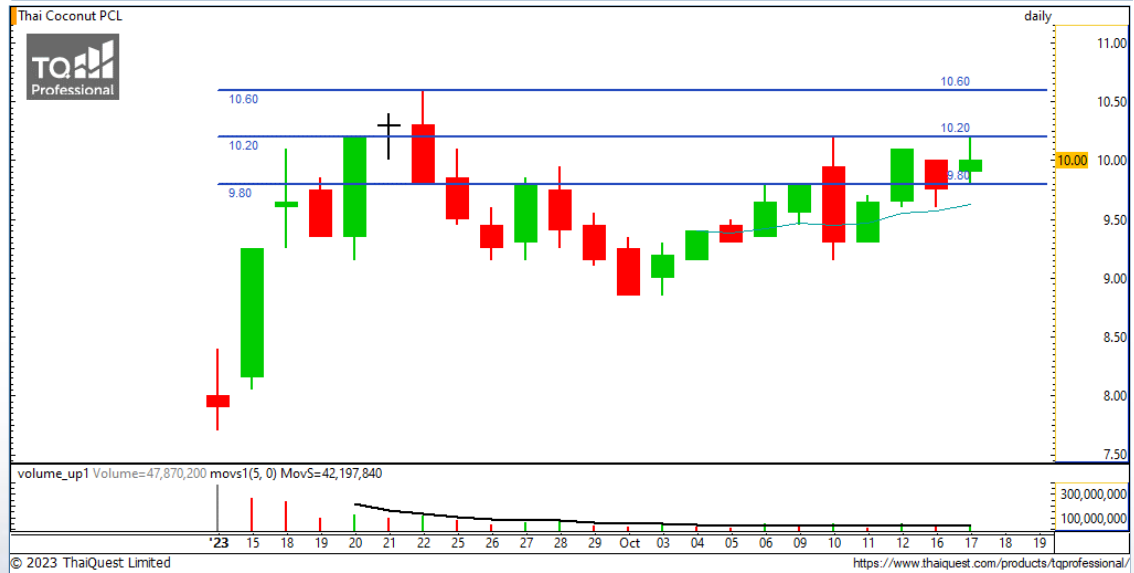 Thai Coconut PCL
daily
TQ
Professional
11.00
10.60
10.60
10.50
10.20
10.20
10.00
10.00
9.80
9.80
9.50
9.00
8.50
8.00
7.50
volume_up1 Volume=47,870,200 movs1(5, 0) MovS=42,197,840
300,000,000
100,000,000
'23 15 18 19 20 21 22 25 26 27 28 29 Oct 03 04 05 06 09 10 11 12 16 17 18 19
© 2023 ThaiQuest Limited
https://www.thaiquest.com/products/tqprofessional/